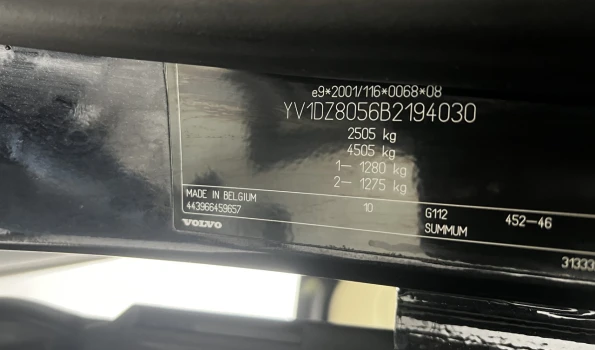 e9*2001/116*0068*08
YV1DZ8056B2194030
2505 kg
4505 kg
1- 1280 kg
2- 1275 kg
MADE IN BELGIUM 10 G112 452-46
443966459657 SUMMUM
VOLVO
31333